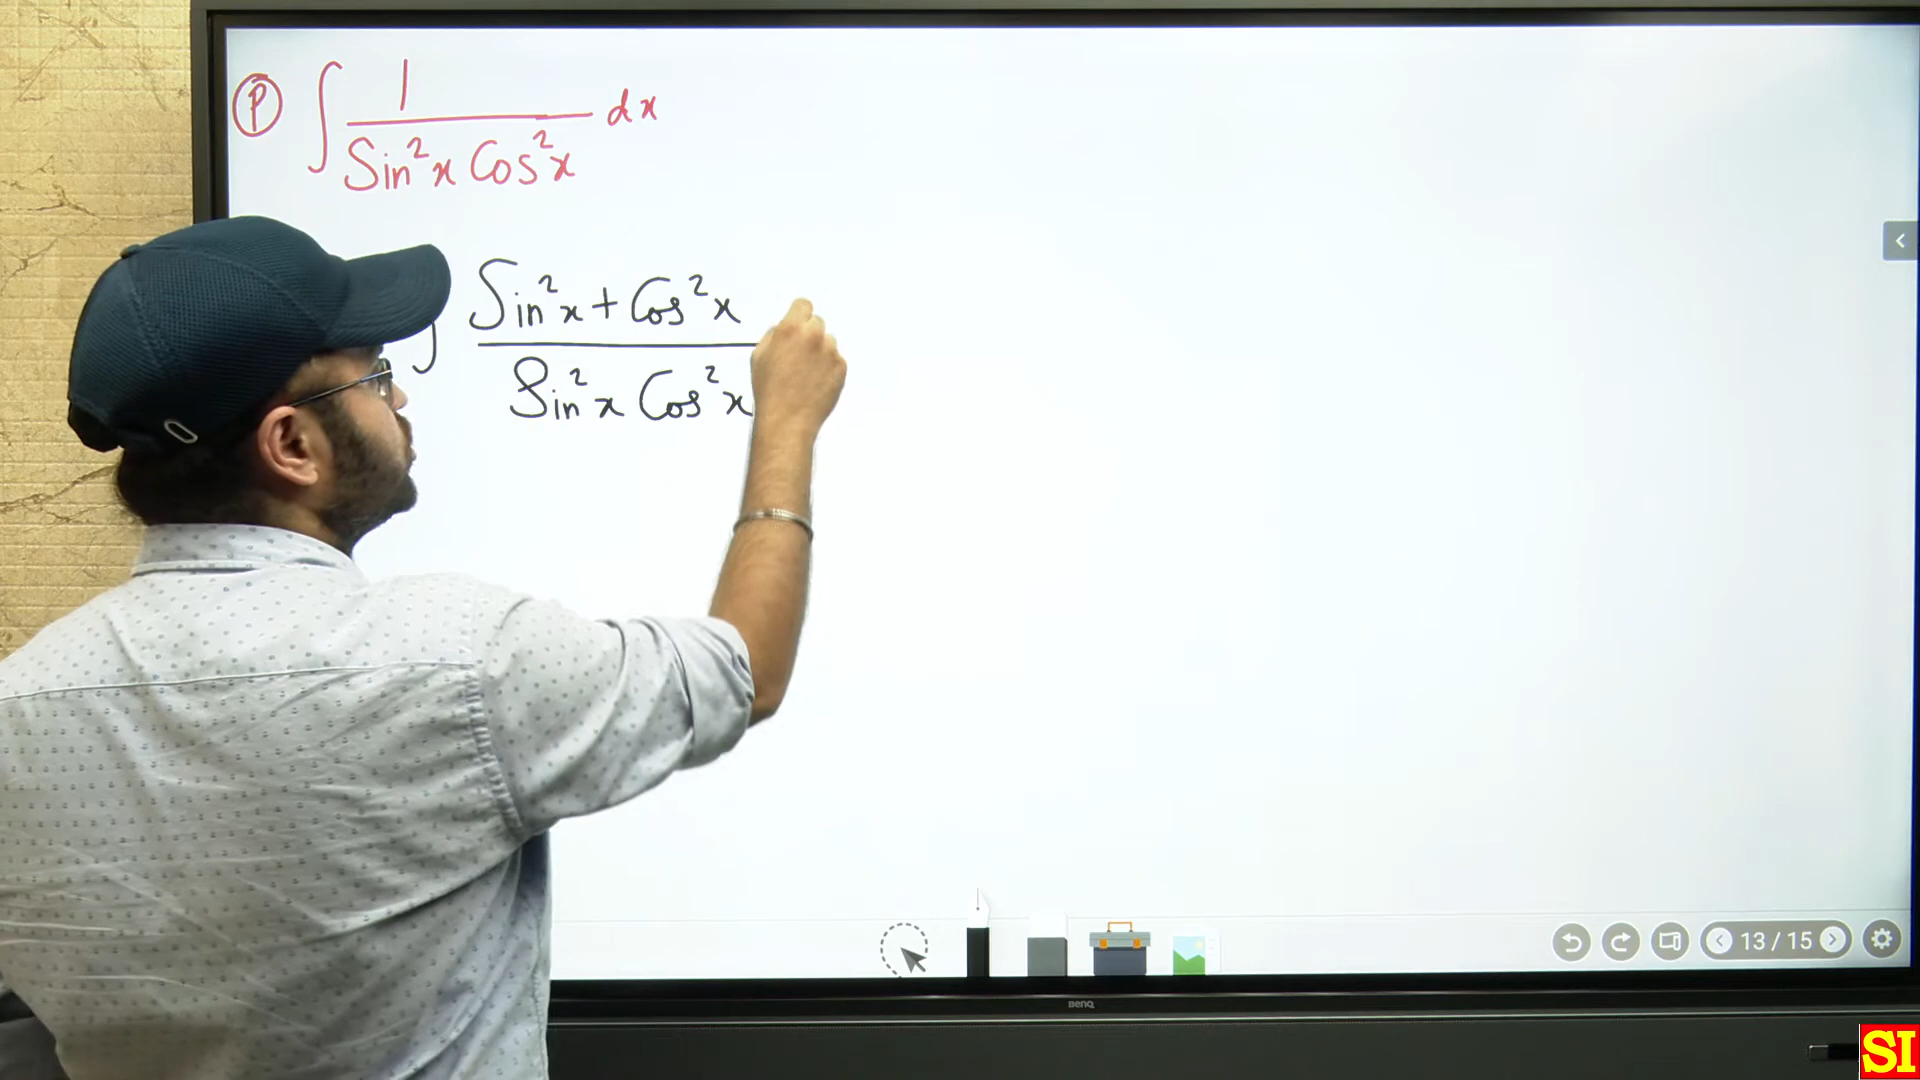 P ∫ 1 / Sin²x Cos²x dx
∫ Sin²x + Cos²x / Sin²x Cos²x
13 / 15
BenQ
SI